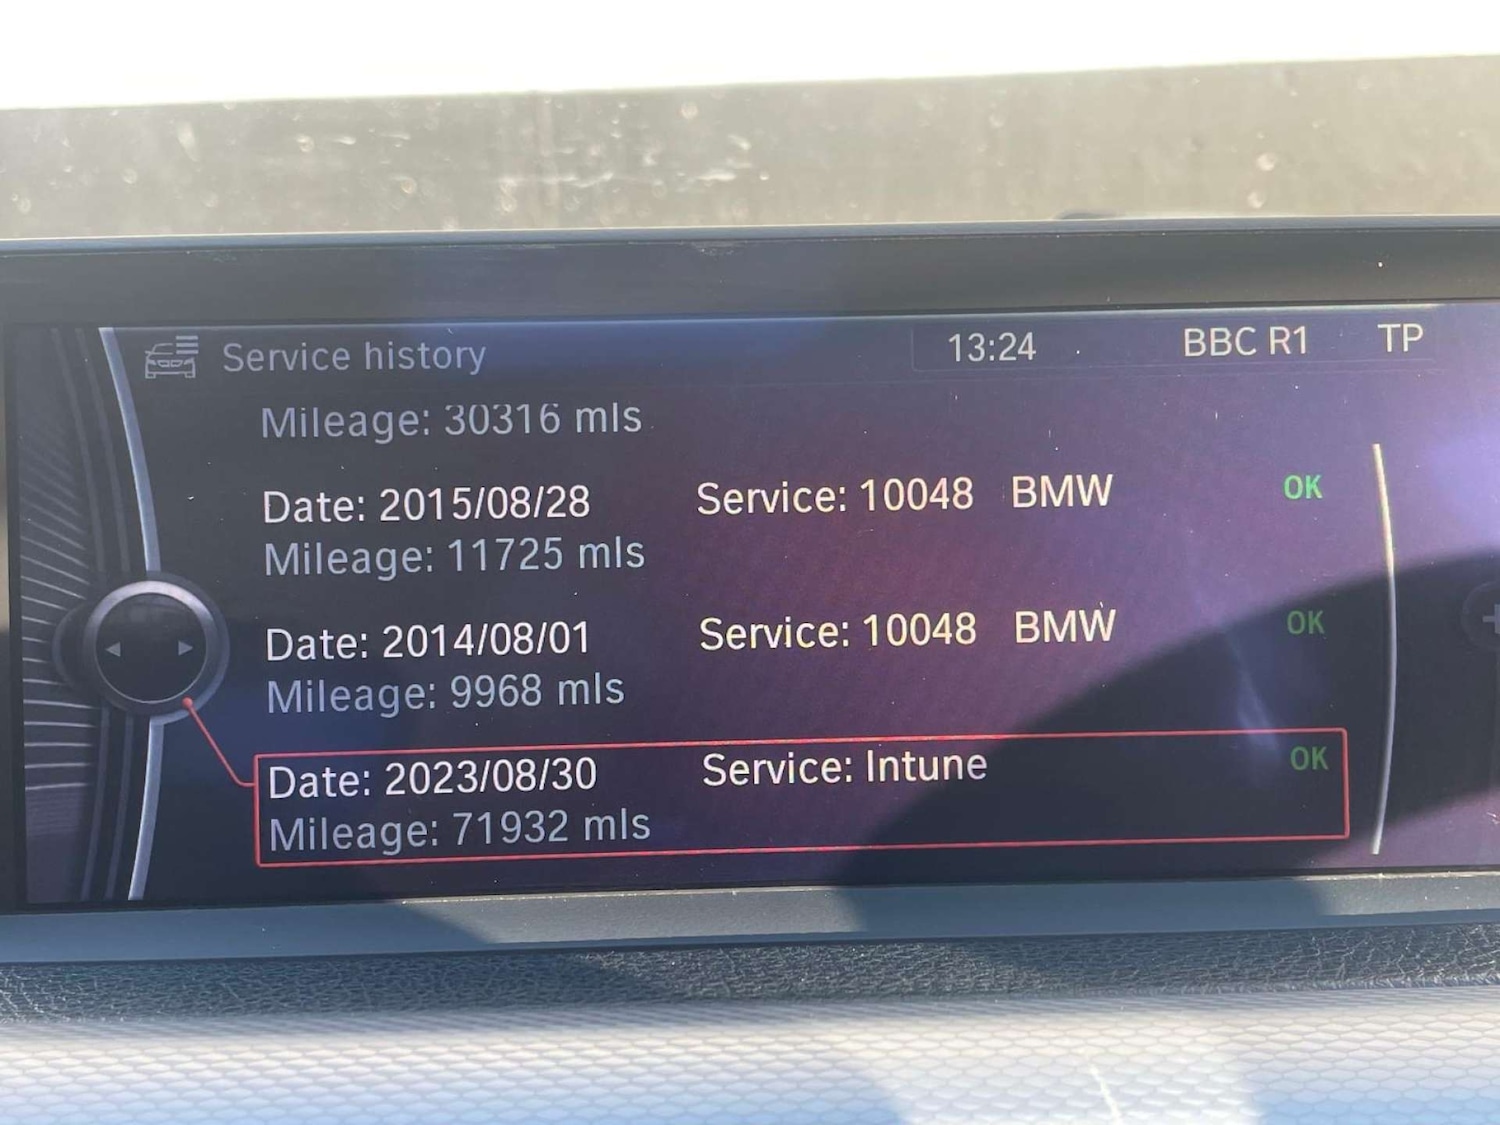 Service history 13:24 BBC R1 TP
Mileage: 30316 mls
Date: 2015/08/28 Service: 10048 BMW OK
Mileage: 11725 mls
Date: 2014/08/01 Service: 10048 BMW OK
Mileage: 9968 mls
Date: 2023/08/30 Service: Intune OK
Mileage: 71932 mls